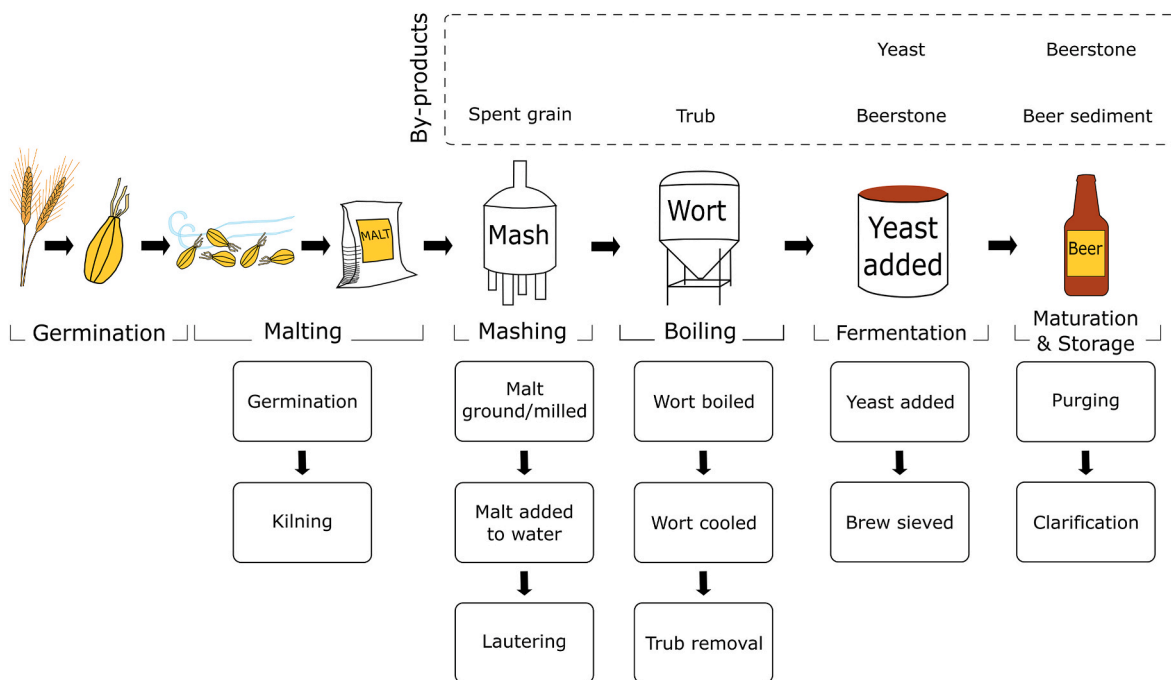 By-products
Yeast
Beerstone
Spent grain
Trub
Beerstone
Beer sediment
MALT
Mash
Wort
Yeast
added
Beer
Germination
Malting
Mashing
Boiling
Fermentation
Maturation
& Storage
Germination
Malt
ground/milled
Wort boiled
Yeast added
Purging
Kilning
Malt added
to water
Wort cooled
Brew sieved
Clarification
Lautering
Trub removal